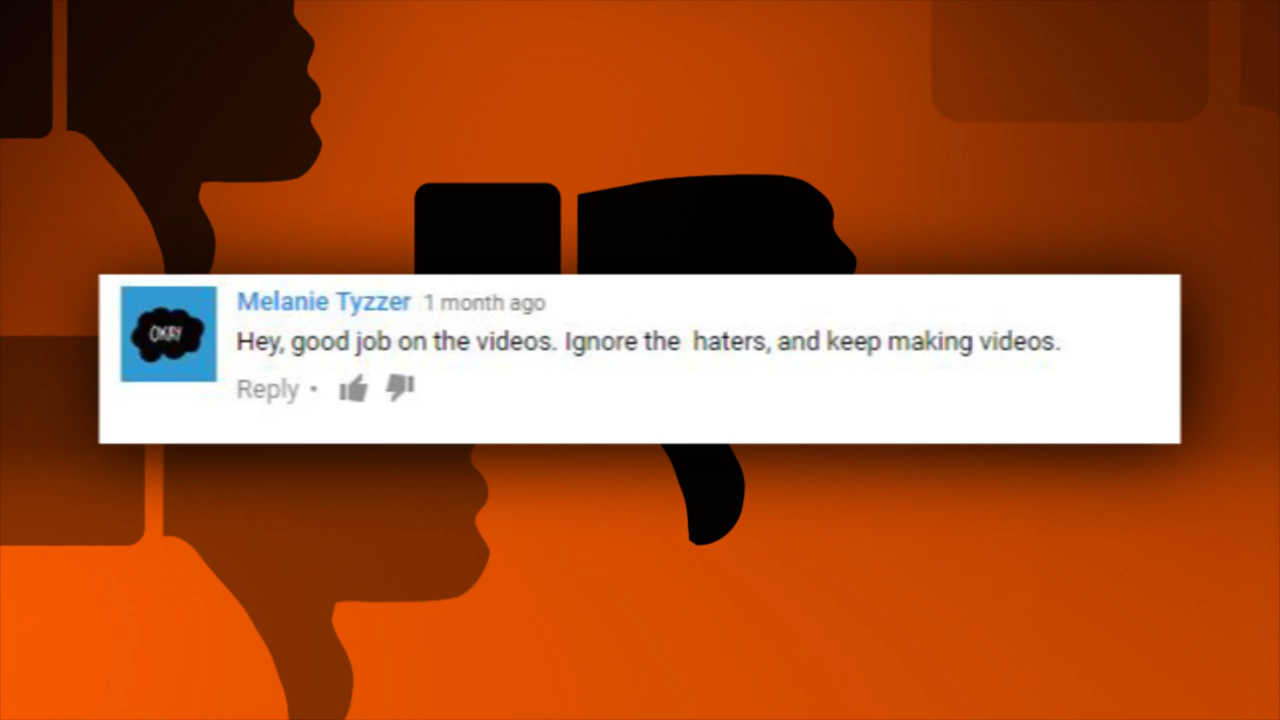 OKAY
Melanie Tyzzer 1 month ago
Hey, good job on the videos. Ignore the haters, and keep making videos.
Reply •